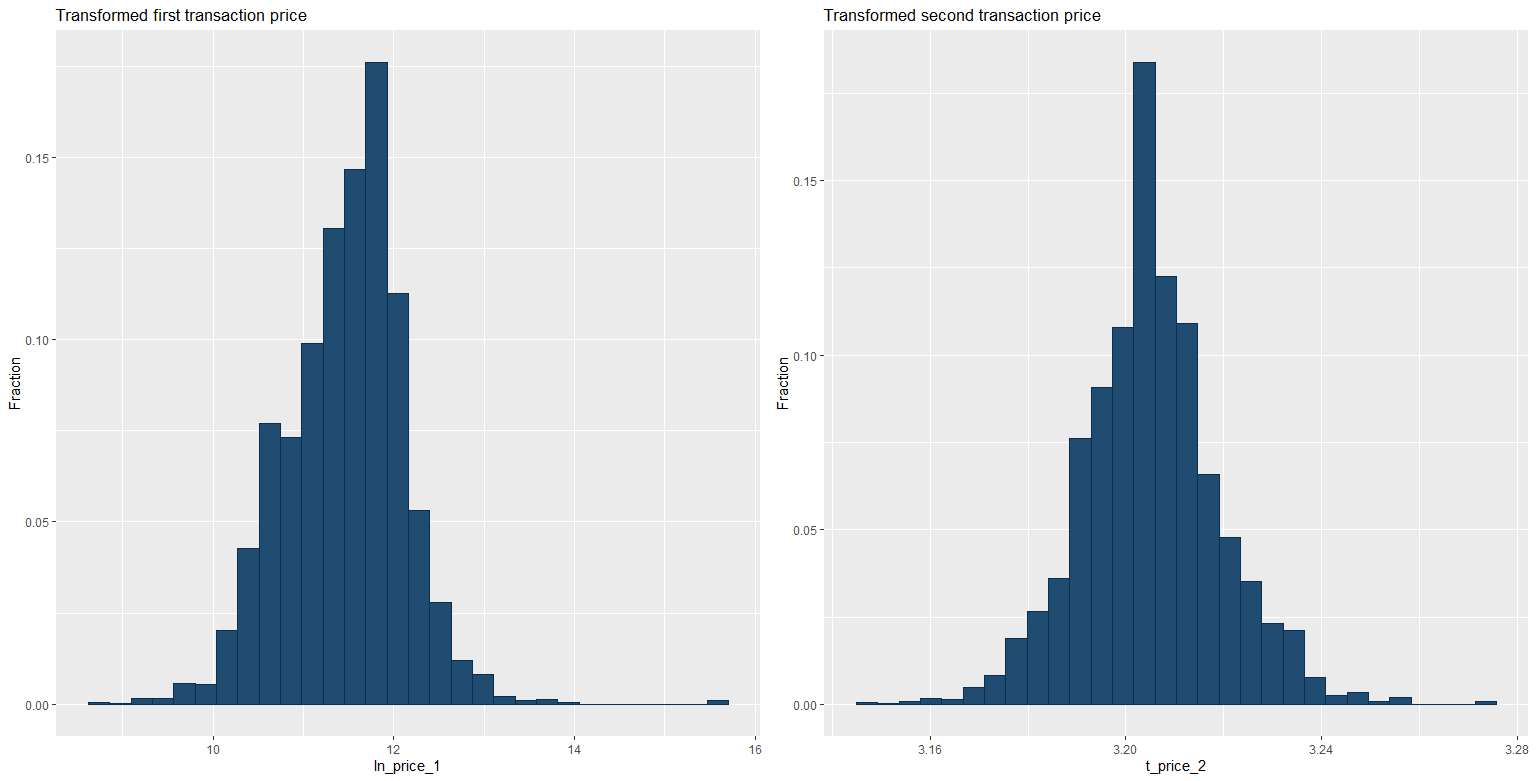 Transformed first transaction price
Fraction
0.15
0.10
0.05
0.00
10 12 14 16
ln_price_1
Transformed second transaction price
Fraction
0.15
0.10
0.05
0.00
3.16 3.20 3.24 3.28
t_price_2